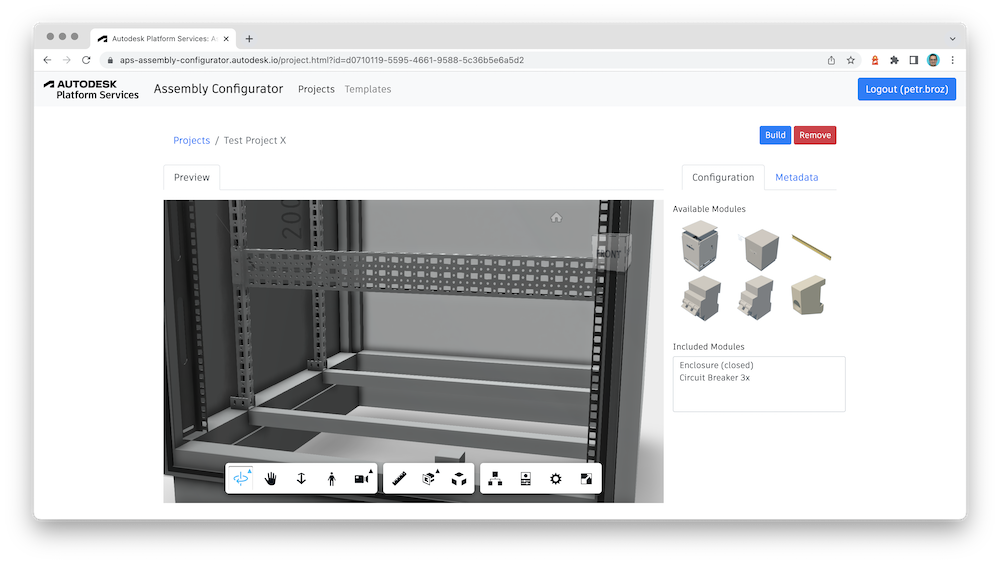 Autodesk Platform Services: A
aps-assembly-configurator.autodesk.io/project.html?id=d0710119-5595-4661-9588-5c36b5e6a5d2
AUTODESK
Platform Services
Assembly Configurator
Projects
Templates
Logout (petr.broz)
Projects / Test Project X
Build
Remove
Preview
Configuration
Metadata
200
FRONT
Available Modules
Included Modules
Enclosure (closed)
Circuit Breaker 3x